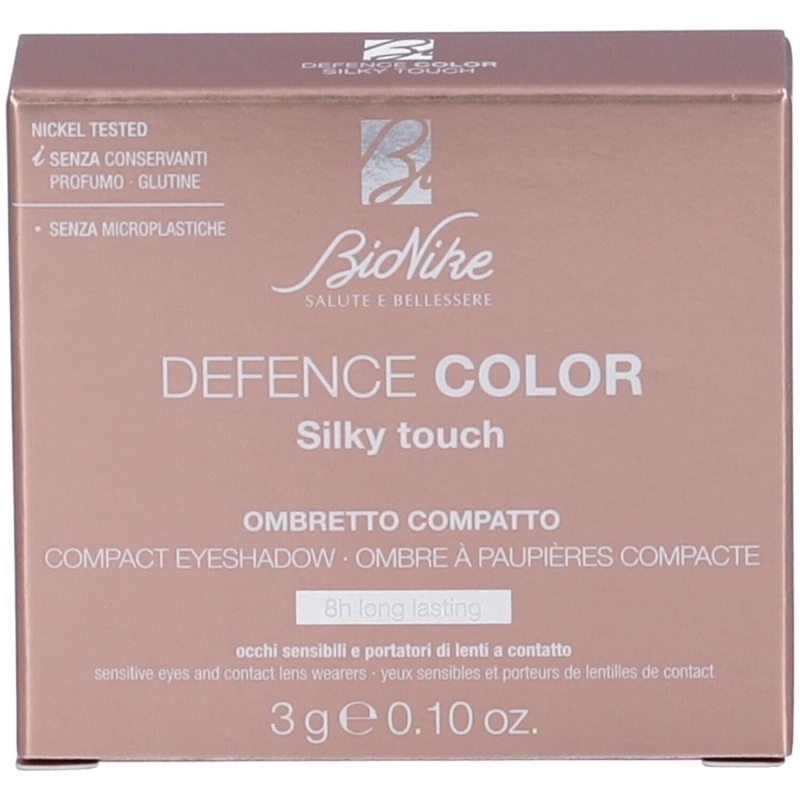 Bi
DEFENCE COLOR
SILKY TOUCH
NICKEL TESTED
i SENZA CONSERVANTI
PROFUMO · GLUTINE
• SENZA MICROPLASTICHE
Bi
BioNike
SALUTE E BELLESSERE
DEFENCE COLOR
Silky touch
OMBRETTO COMPATTO
COMPACT EYESHADOW · OMBRE À PAUPIÈRES COMPACTE
8h long lasting
occhi sensibili e portatori di lenti a contatto
sensitive eyes and contact lens wearers · yeux sensibles et porteurs de lentilles de contact
3 g ℮ 0.10 oz.